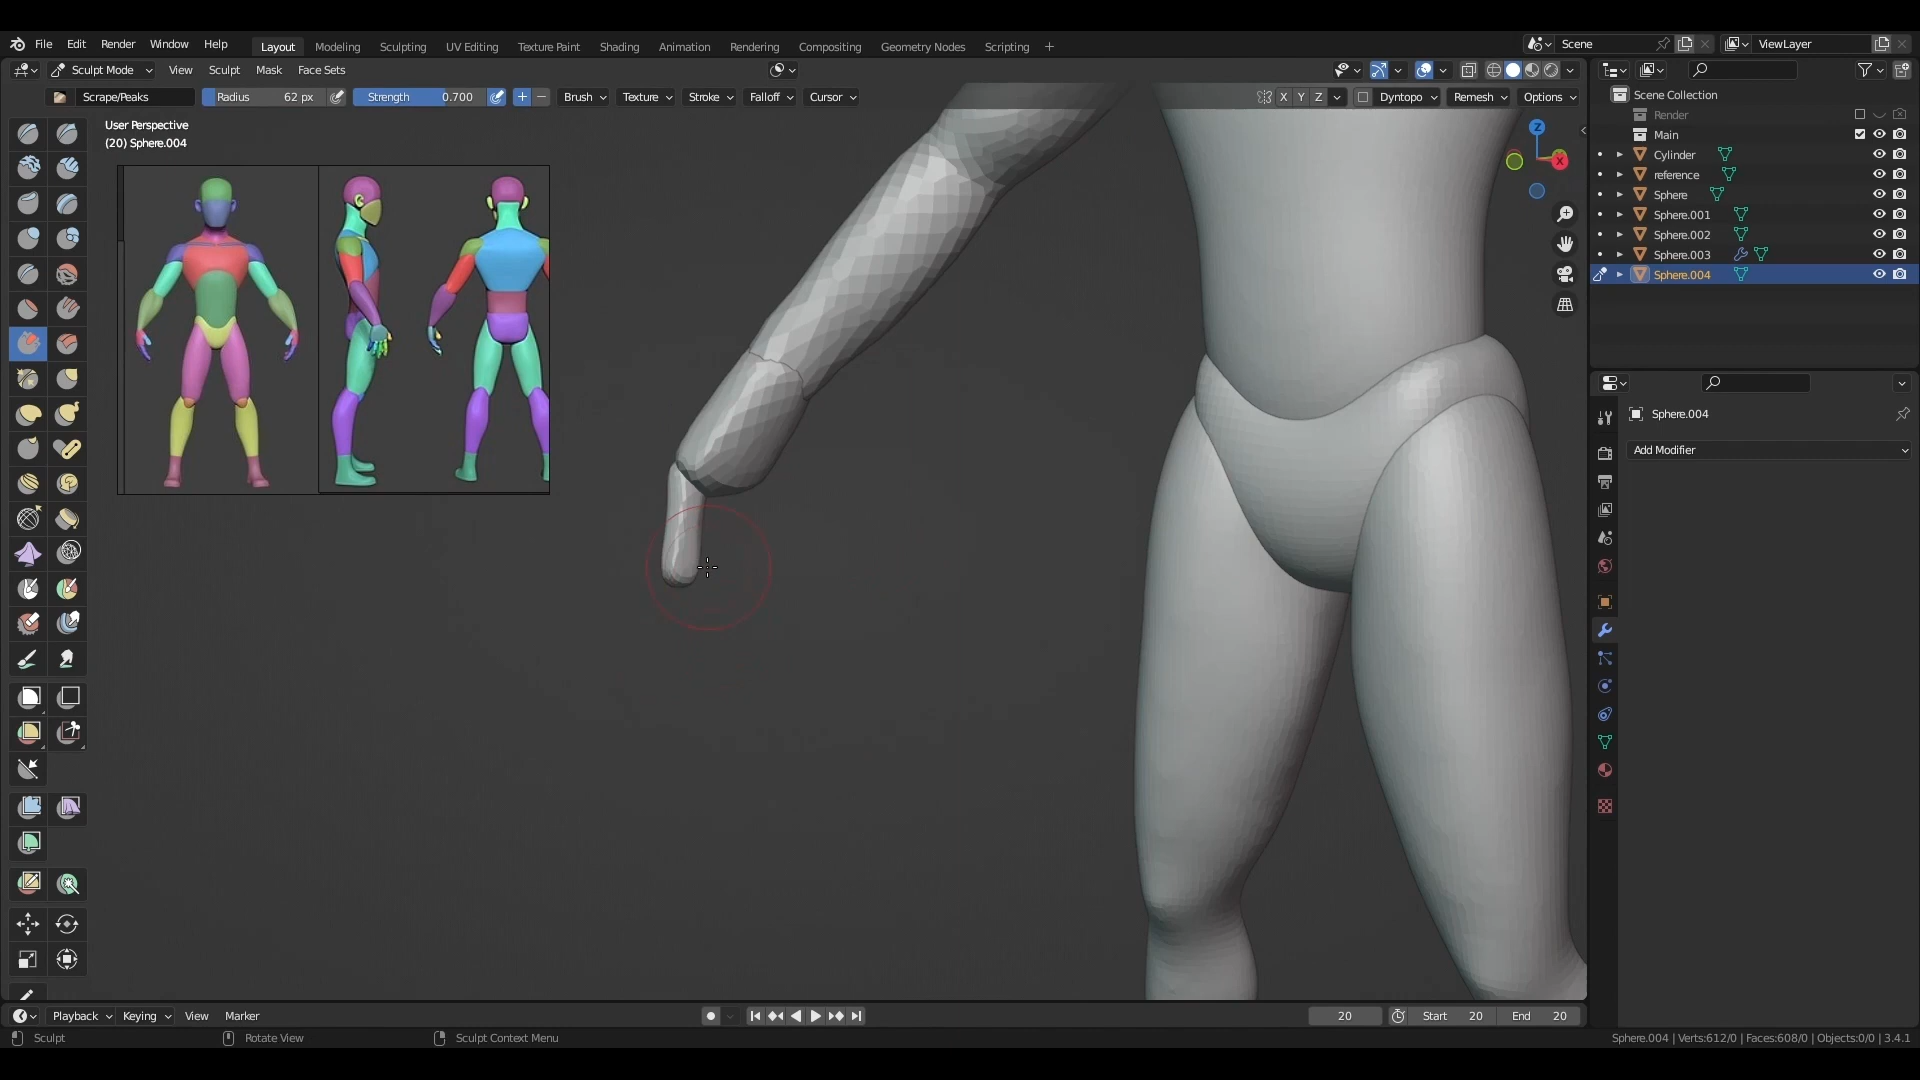 File Edit Render Window Help Layout Modeling Sculpting UV Editing Texture Paint Shading Animation Rendering Compositing Geometry Nodes Scripting + Scene ViewLayer
Sculpt Mode View Sculpt Mask Face Sets
Scrape/Peaks Radius 62 px Strength 0.700 Brush Texture Stroke Falloff Cursor X Y Z Dyntopo Remesh Options
User Perspective
(20) Sphere.004
Z
X
Scene Collection
Render
Main
Cylinder
reference
Sphere
Sphere.001
Sphere.002
Sphere.003
Sphere.004
Sphere.004
Add Modifier
Playback Keying View Marker 20 Start 20 End 20
Sculpt Rotate View Sculpt Context Menu Sphere.004 | Verts:612/0 | Faces:608/0 | Objects:0/0 | 3.4.1